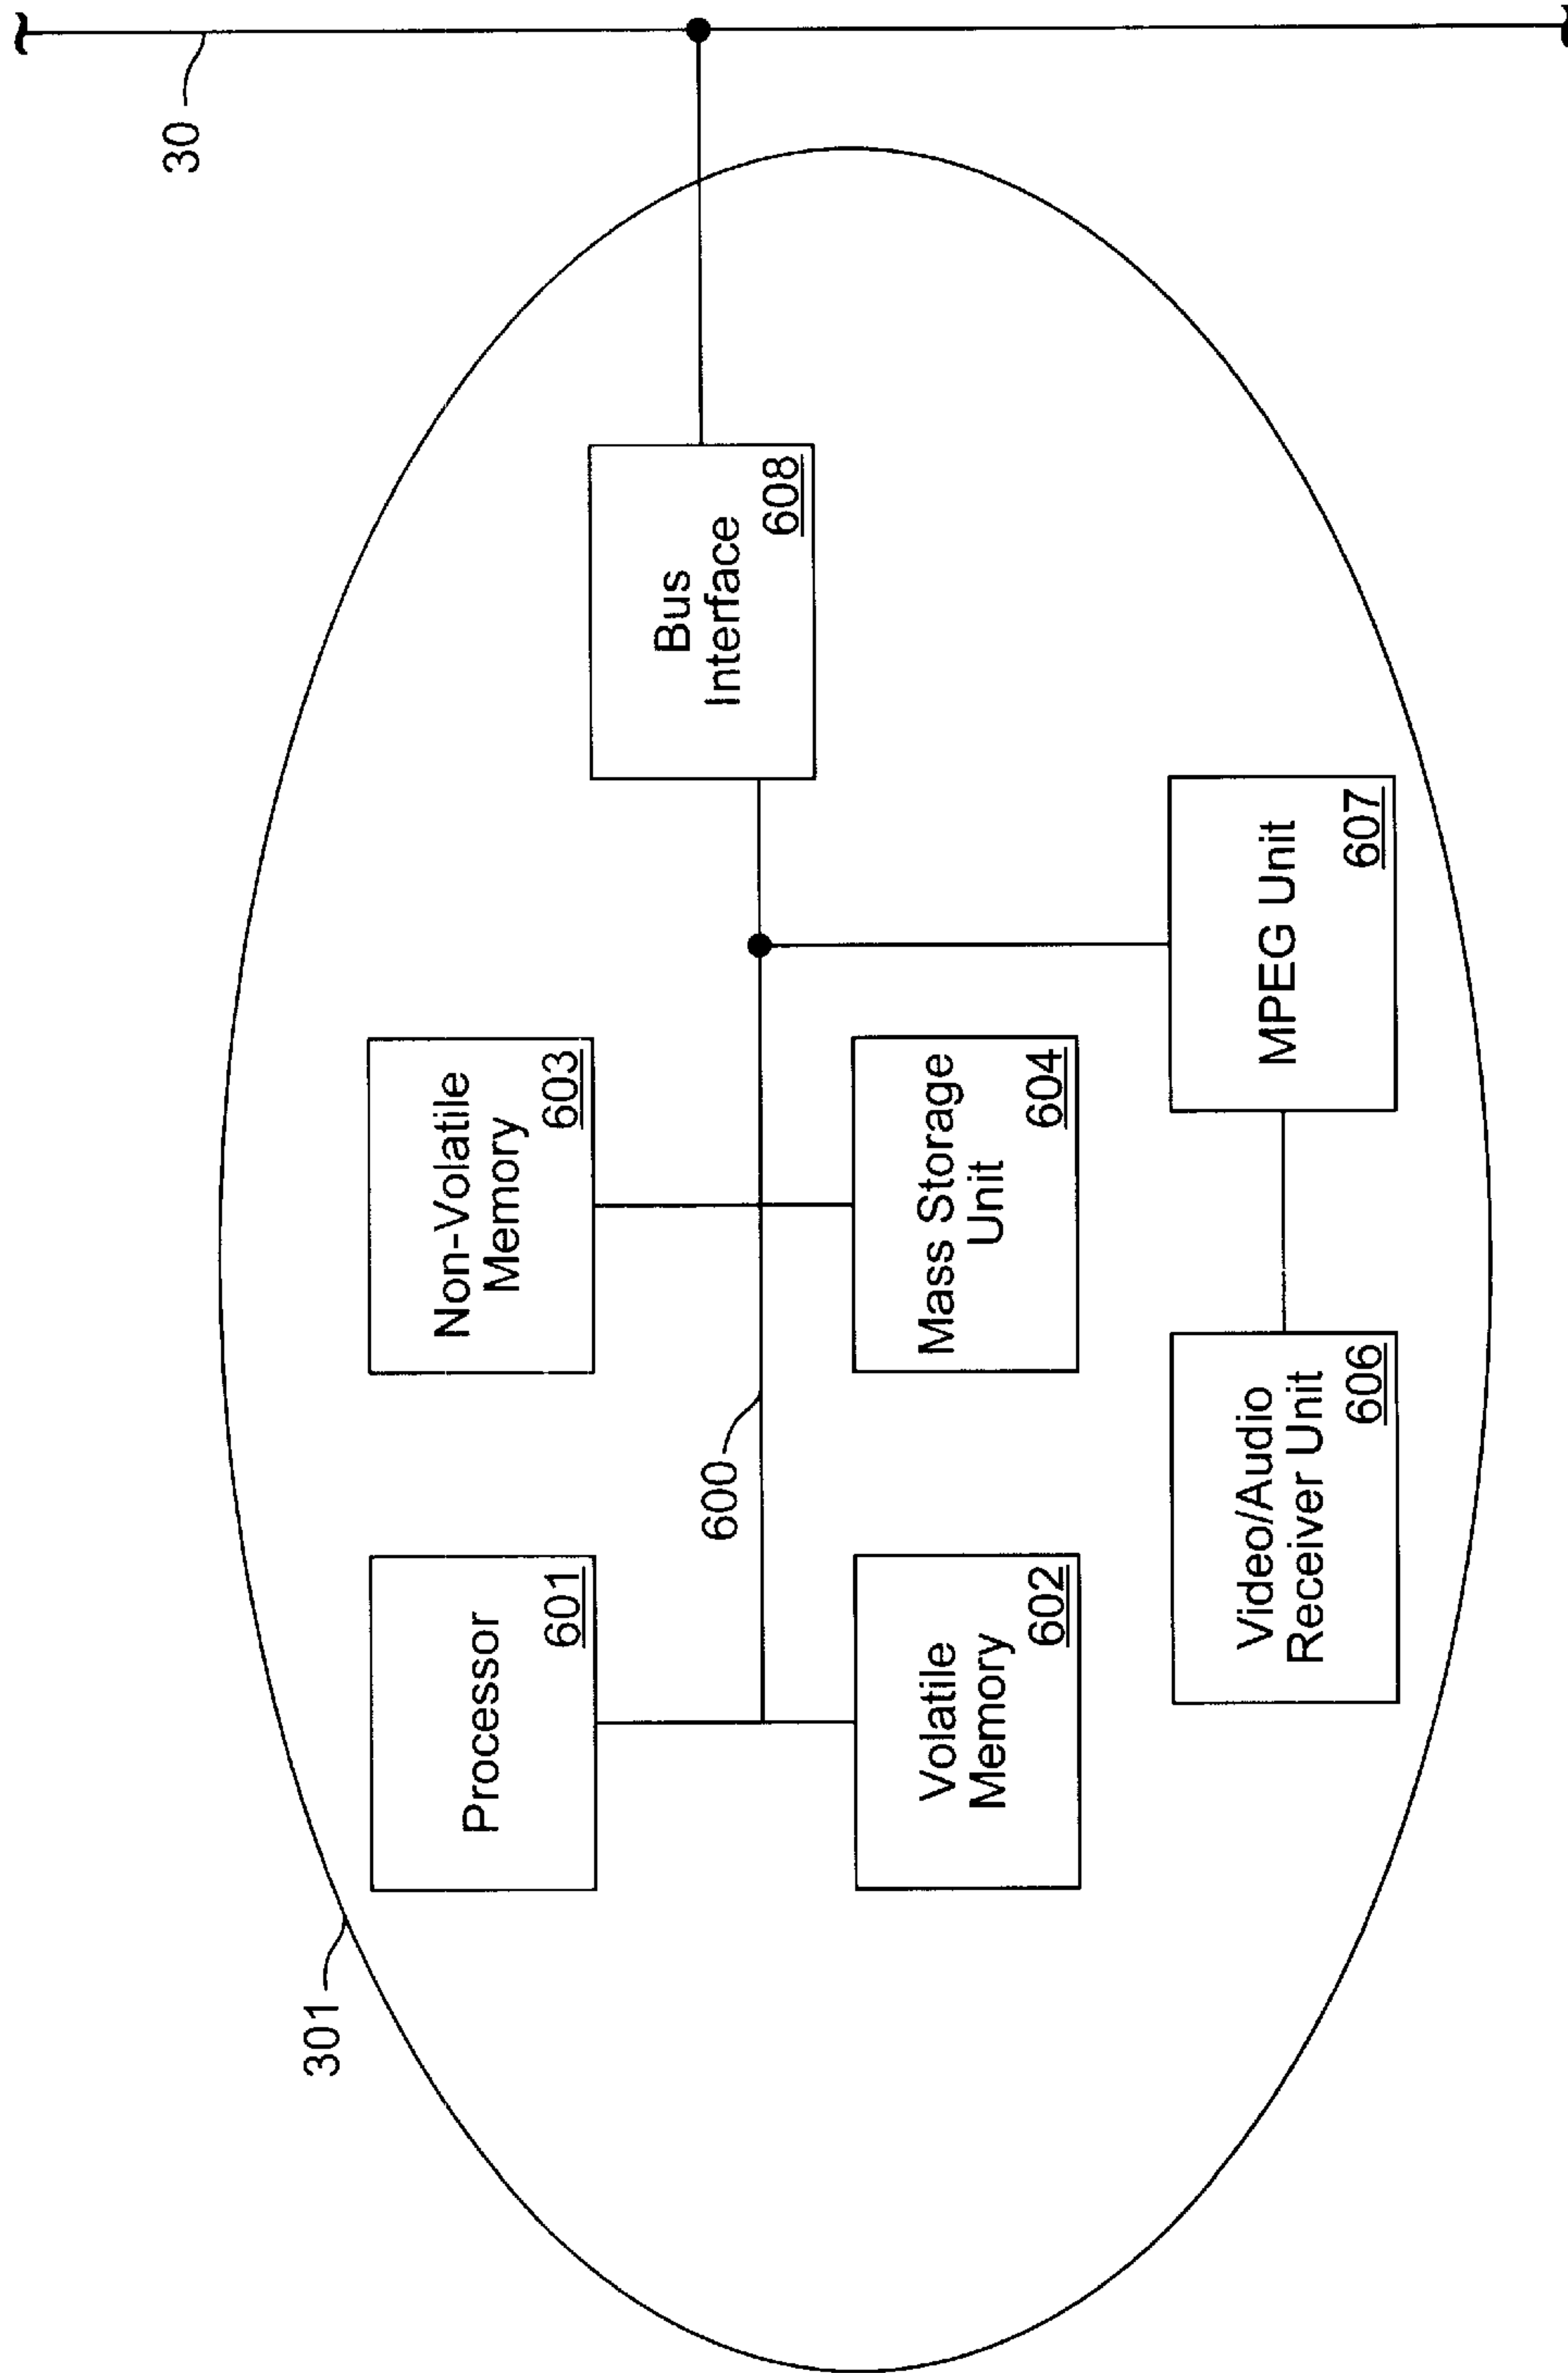 30
301
Processor
601
Non-Volatile
Memory
603
Bus
Interface
608
600
Volatile
Memory
602
Mass Storage
Unit
604
Video/Audio
Receiver Unit
606
MPEG Unit
607